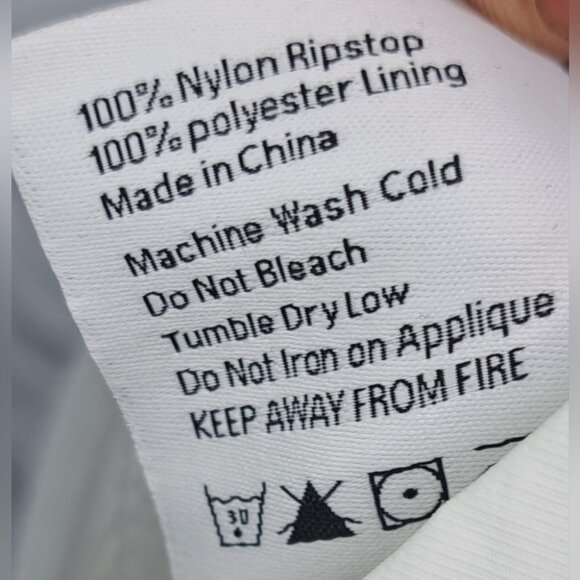 100% Nylon Ripstop
100% polyester Lining
Made in China
Machine Wash Cold
Do Not Bleach
Tumble Dry Low
Do Not Iron on Applique
KEEP AWAY FROM FIRE
30